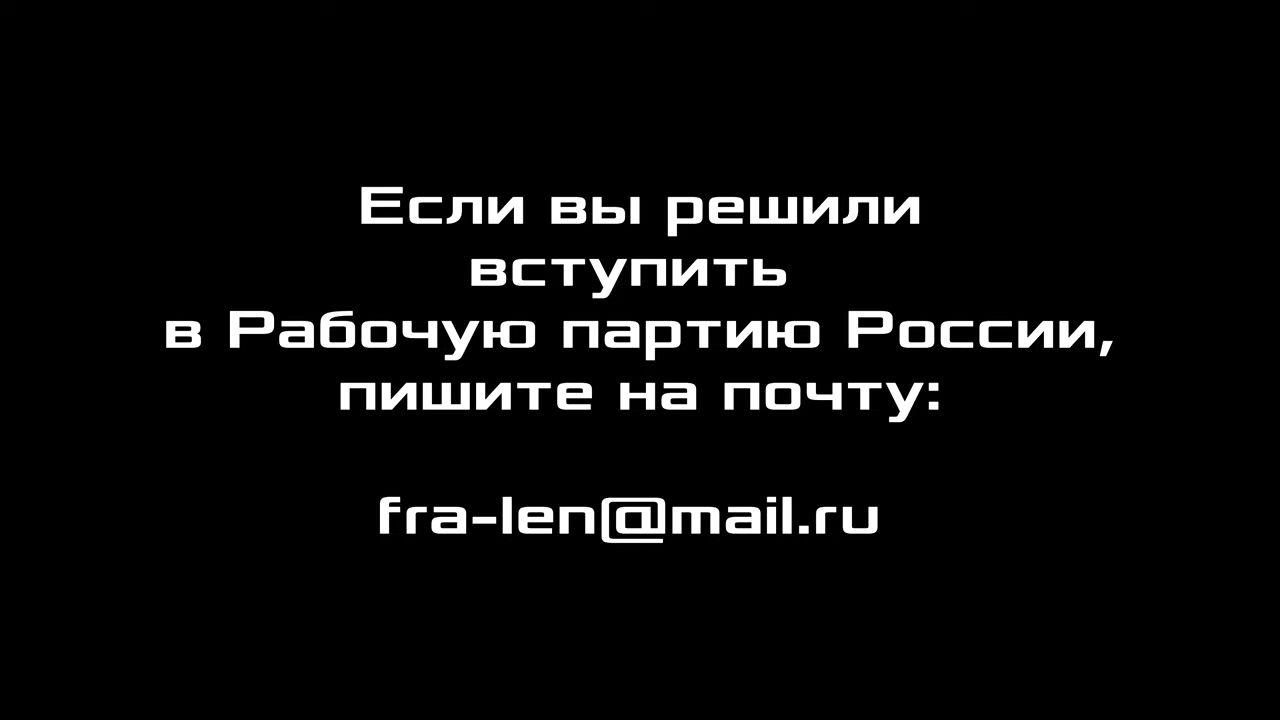 Если вы решили
вступить
в Рабочую партию России,
пишите на почту:
fra-len@mail.ru